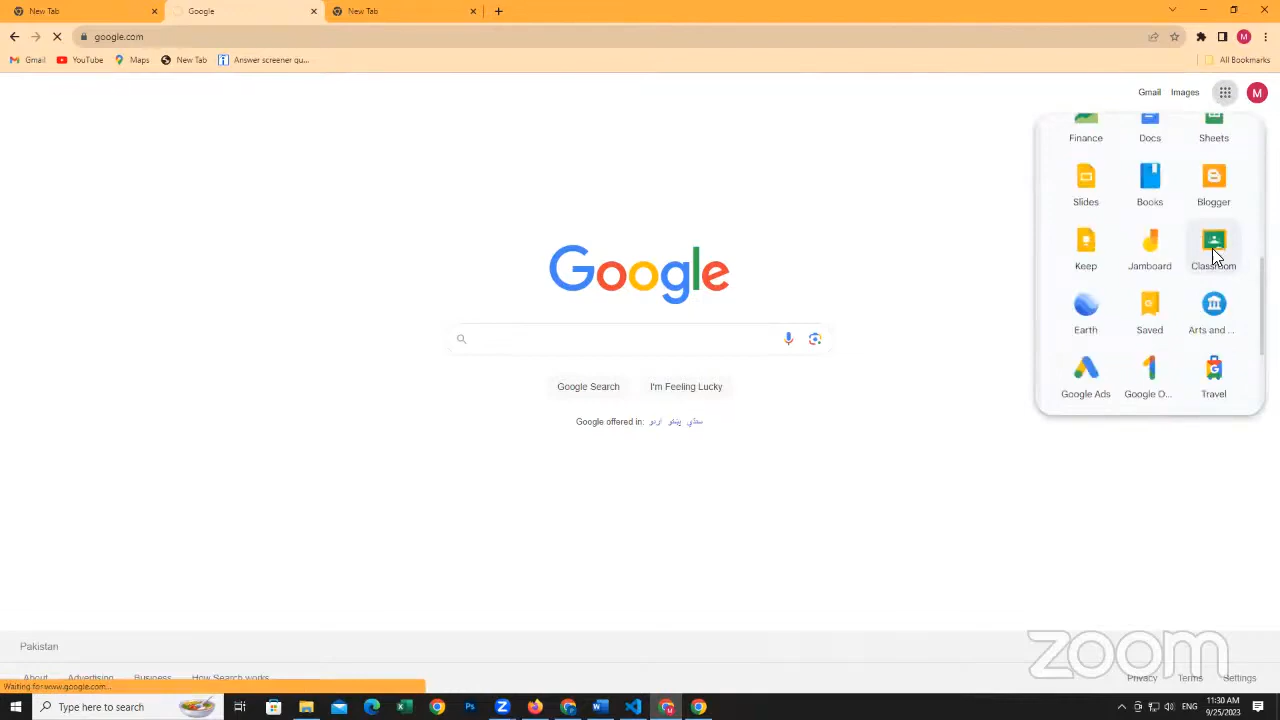 New Tab
Google
New Tab
google.com
M
Gmail
YouTube
Maps
New Tab
Answer screener qu...
All Bookmarks
Gmail
Images
M
Finance
Docs
Sheets
Slides
Books
Blogger
Keep
Jamboard
Classroom
Earth
Saved
Arts and ...
Google Ads
Google O...
Travel
Google
Google Search
I'm Feeling Lucky
Google offered in: اردو پښتو سنڌي
Pakistan
About
Advertising
Business
How Search works
Privacy
Terms
Settings
Waiting for www.google.com...
zoom
Type here to search
ENG
11:30 AM
9/25/2023